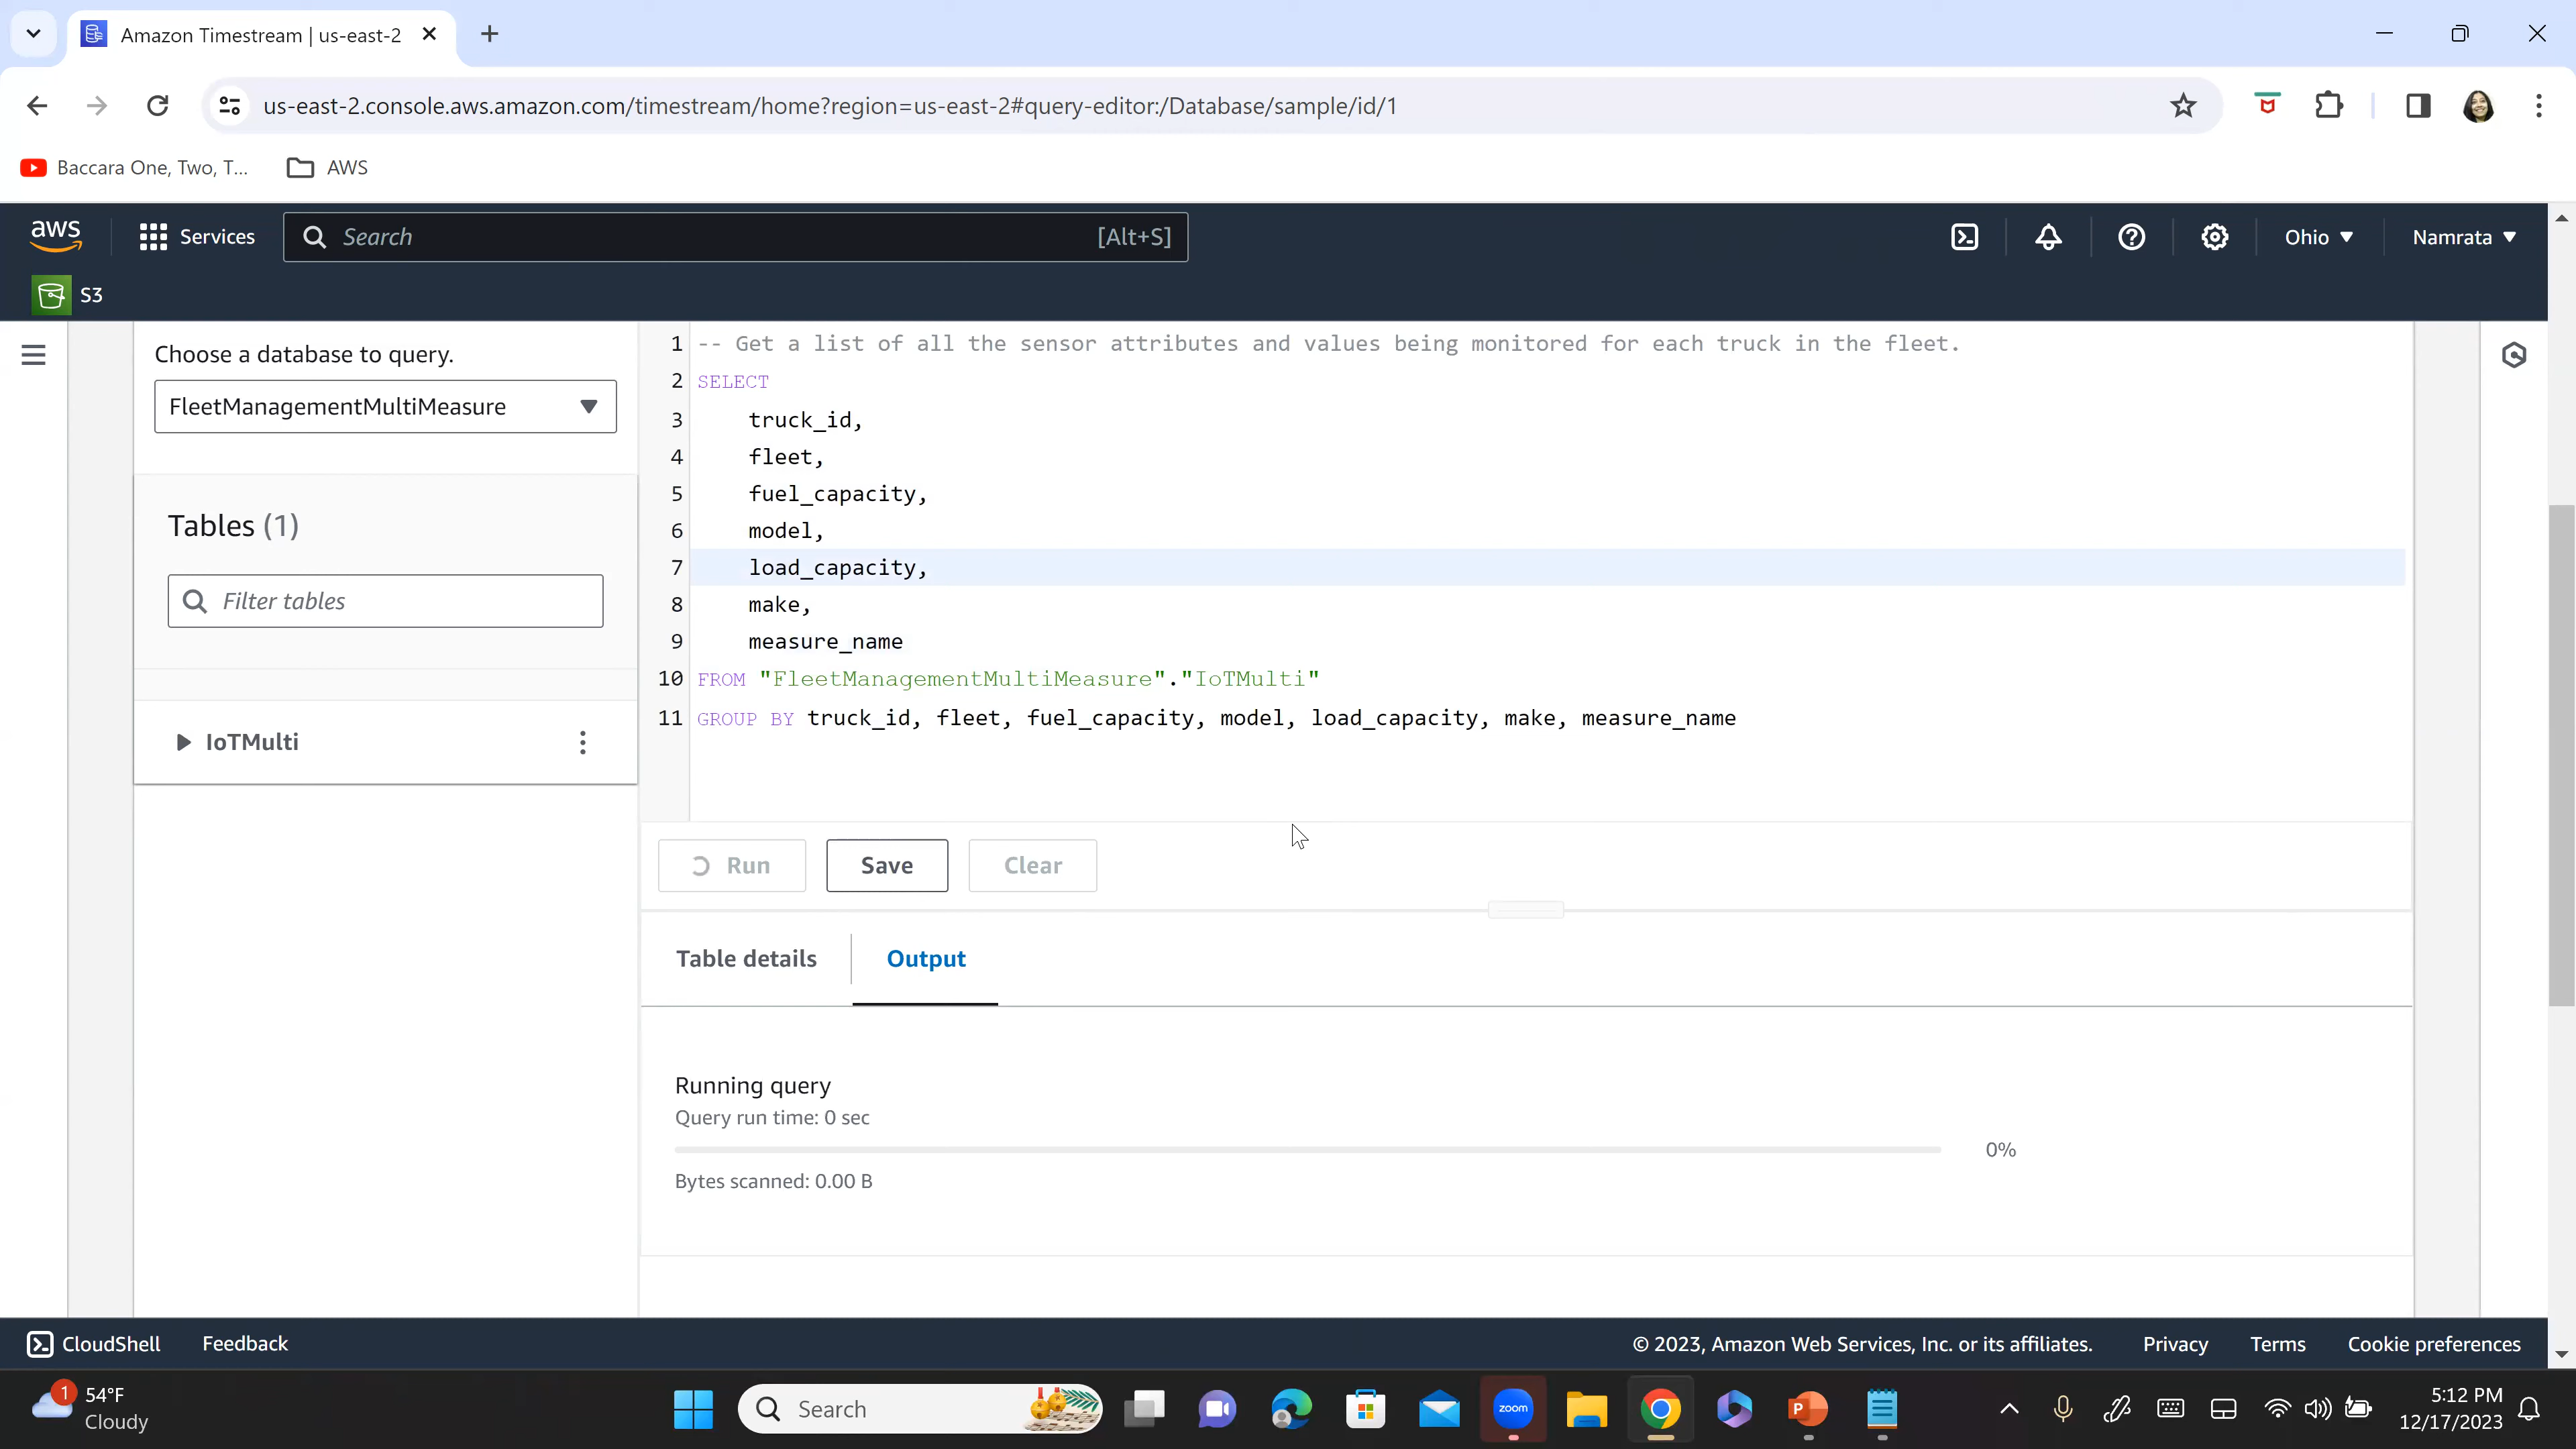 Amazon Timestream | us-east-2
us-east-2.console.aws.amazon.com/timestream/home?region=us-east-2#query-editor:/Database/sample/id/1
Baccara One, Two, T...
AWS
aws
Services
Search
[Alt+S]
Ohio
Namrata
S3
Choose a database to query.
FleetManagementMultiMeasure
Tables (1)
Filter tables
IoTMulti
1 -- Get a list of all the sensor attributes and values being monitored for each truck in the fleet.
2 SELECT
3 truck_id,
4 fleet,
5 fuel_capacity,
6 model,
7 load_capacity,
8 make,
9 measure_name
10 FROM "FleetManagementMultiMeasure"."IoTMulti"
11 GROUP BY truck_id, fleet, fuel_capacity, model, load_capacity, make, measure_name
Run
Save
Clear
Table details
Output
Running query
Query run time: 0 sec
0%
Bytes scanned: 0.00 B
CloudShell
Feedback
© 2023, Amazon Web Services, Inc. or its affiliates.
Privacy
Terms
Cookie preferences
1
54°F
Cloudy
Search
zoom
P
5:12 PM
12/17/2023